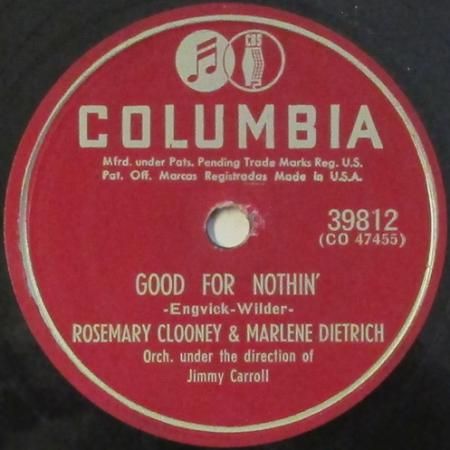 CBS
COLUMBIA
Mfrd. under Pats. Pending Trade Marks Reg. U.S.
Pat. Off. Marcas Registradas Made in U.S.A.
39812
(CO 47455)
GOOD FOR NOTHIN'
-Engvick-Wilder-
ROSEMARY CLOONEY & MARLENE DIETRICH
Orch. under the direction of
Jimmy Carroll